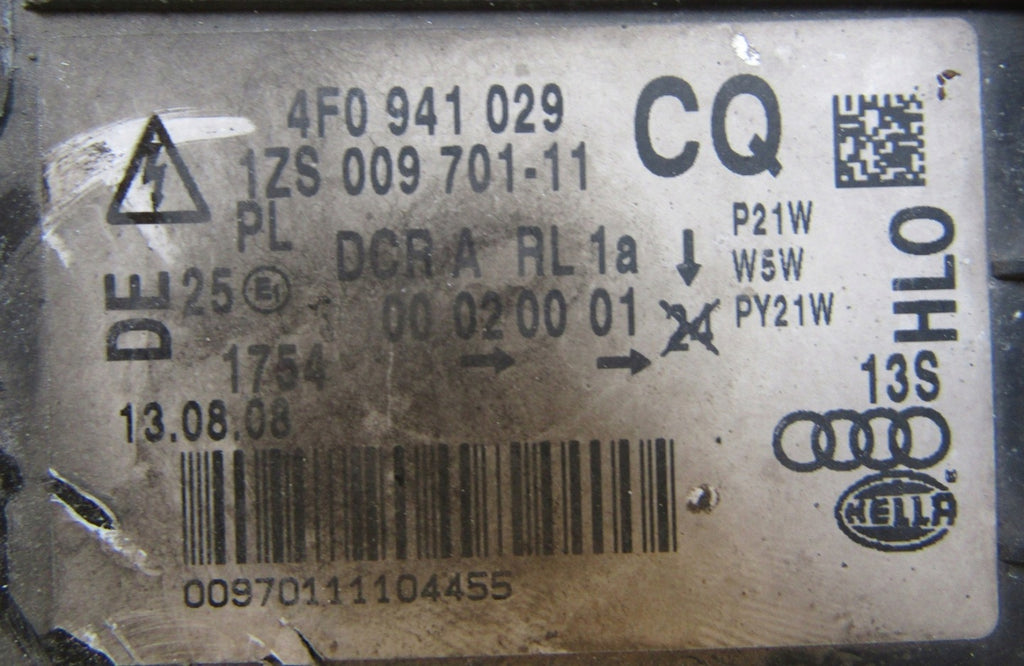 4F0 941 029
CQ
1ZS 009 701-11
PL
DCR A RL 1a
P21W
W5W
PY21W
DE
25 E1
00 02 00 01 24
HLO
1754
13S
13.08.08
HELLA
00970111104455